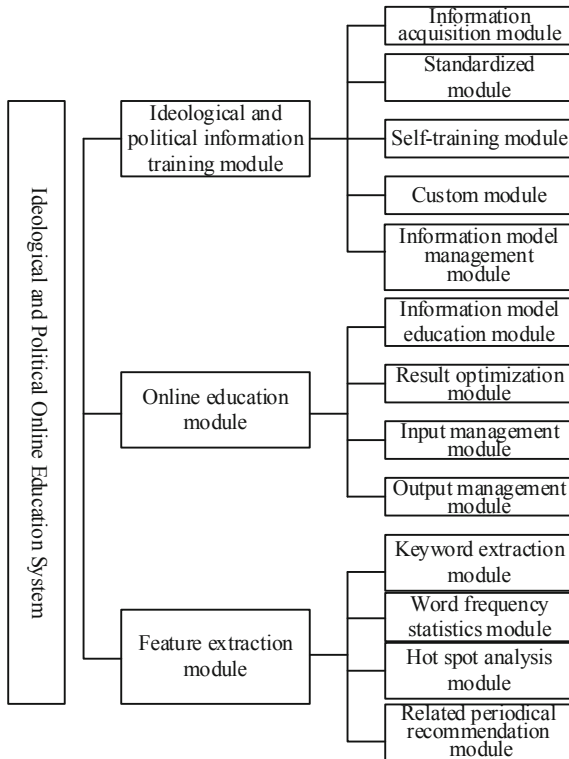 Ideological and Political Online Education System
Ideological and
political information
training module
Information
acquisition module
Standardized
module
Self-training module
Custom module
Information model
management
module
Online education
module
Information model
education module
Result optimization
module
Input management
module
Output management
module
Feature extraction
module
Keyword extraction
module
Word frequency
statistics module
Hot spot analysis
module
Related periodical
recommendation
module